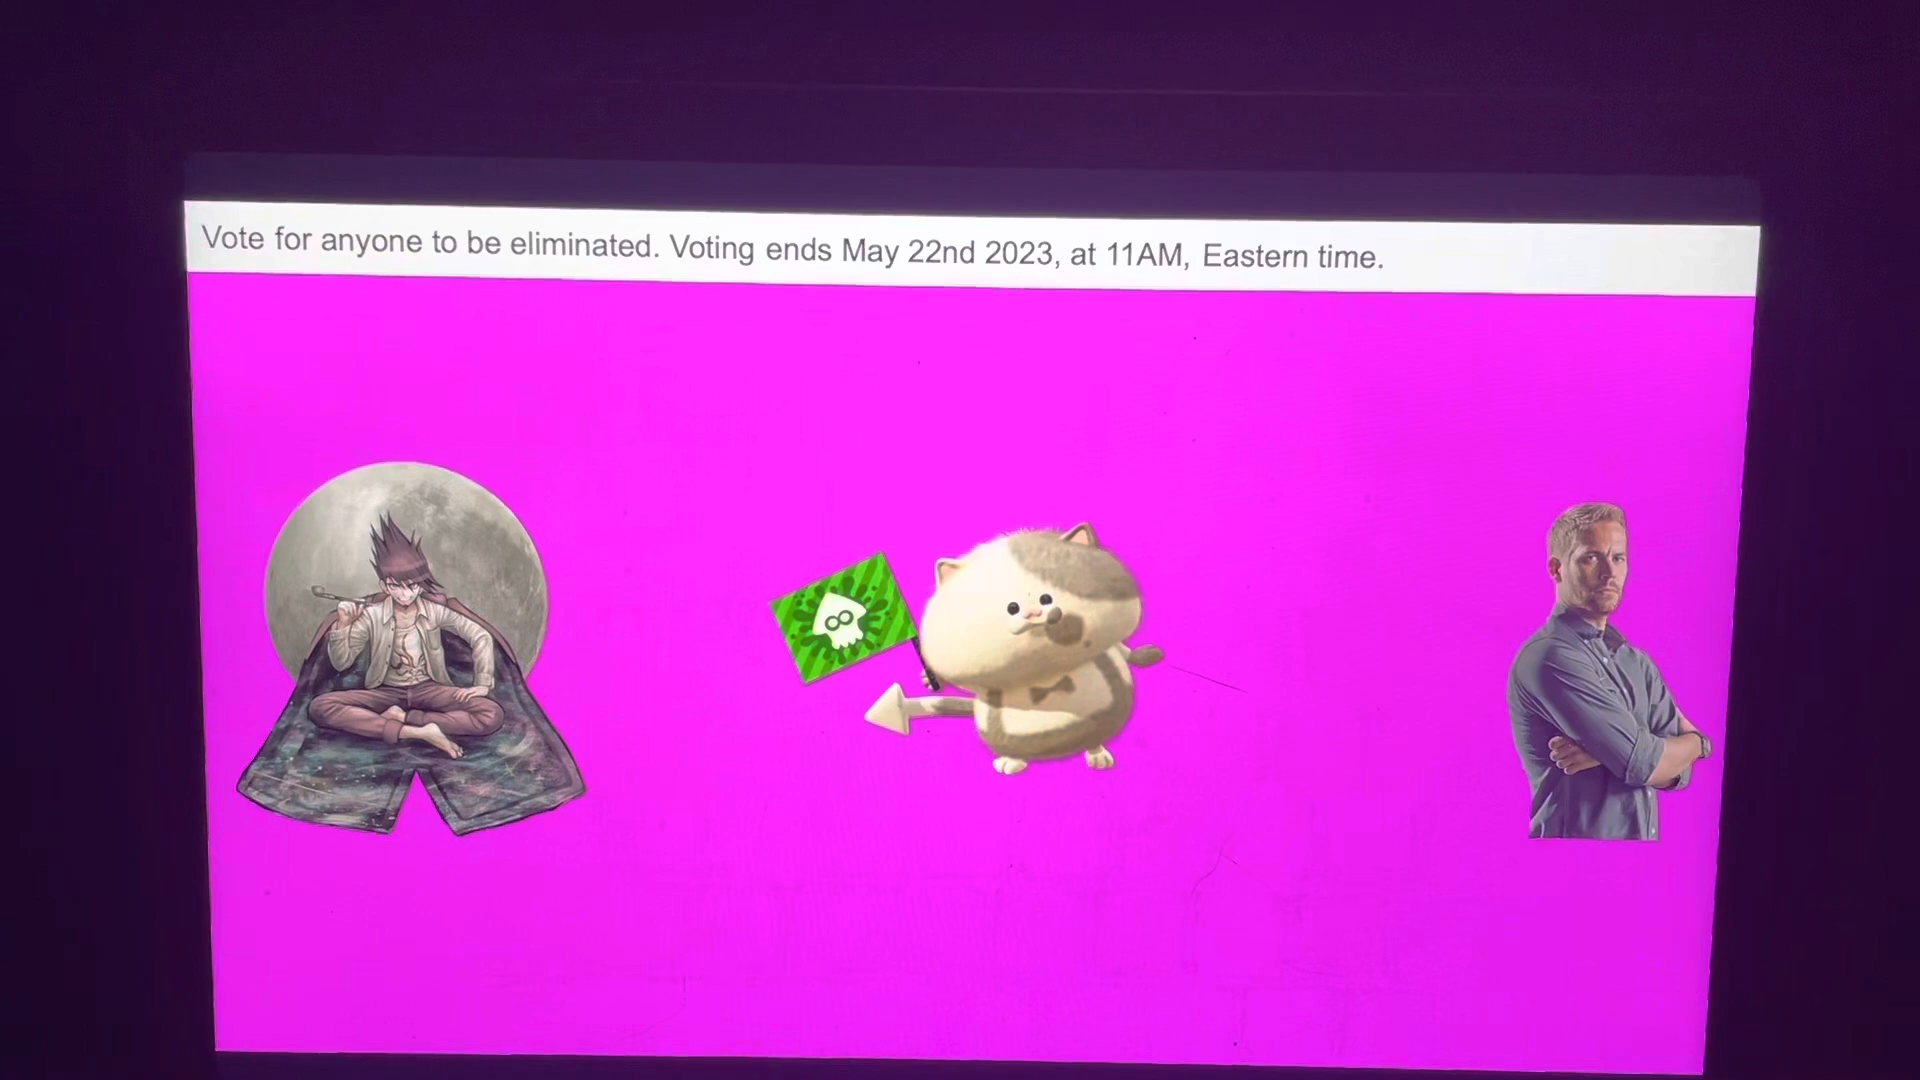 Vote for anyone to be eliminated. Voting ends May 22nd 2023, at 11AM, Eastern time.